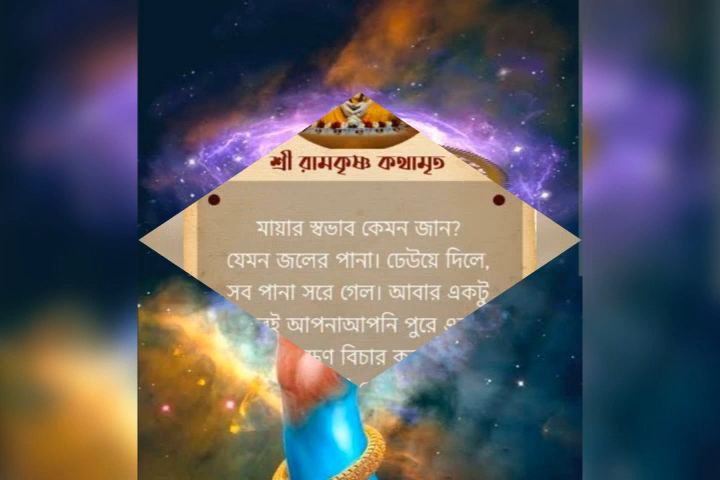 শ্রী রামকৃষ্ণ কথামৃত
মায়ার স্বভাব কেমন জান?
যেমন জলের পানা। ঢেউয়ে দিলে,
সব পানা সরে গেল। আবার একটু
আপনাআপনি পুরে
বিচার